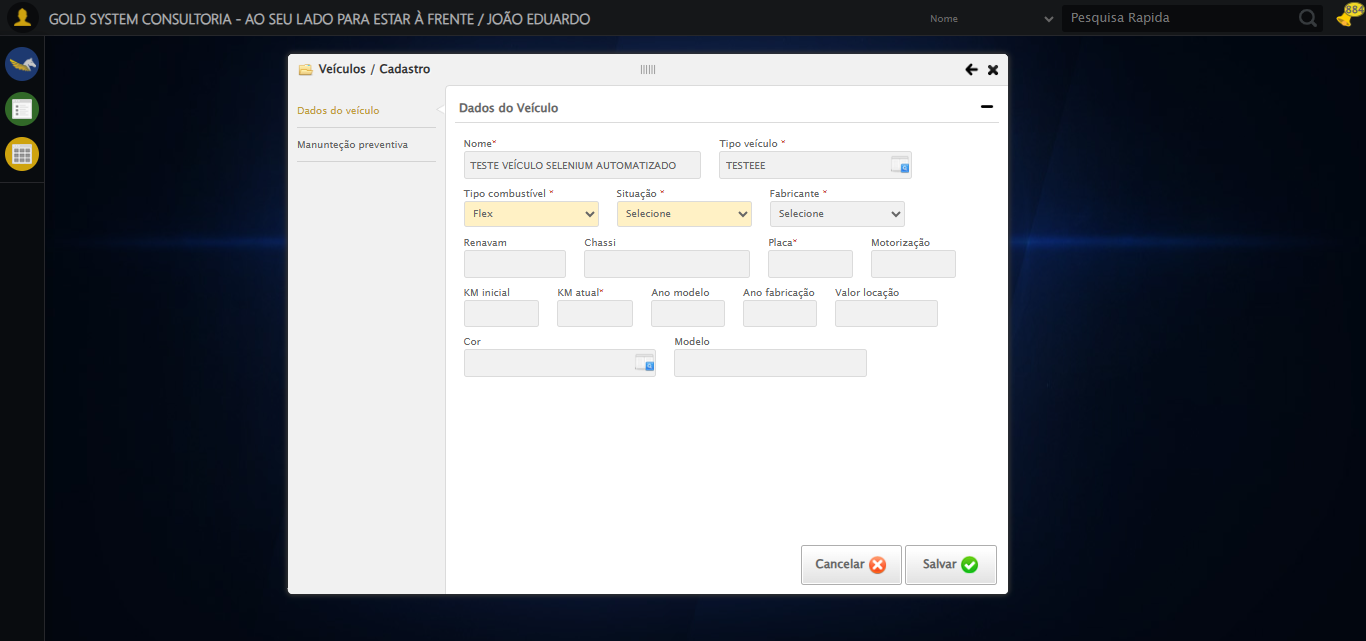 GOLD SYSTEM CONSULTORIA - AO SEU LADO PARA ESTAR À FRENTE / JOÃO EDUARDO
Nome
Pesquisa Rapida
884
Veículos / Cadastro
Dados do veículo
Manunteção preventiva
Dados do Veículo
Nome* Tipo veículo *
TESTE VEÍCULO SELENIUM AUTOMATIZADO TESTEEE
Tipo combustível * Situação * Fabricante *
Flex Selecione Selecione
Renavam Chassi Placa* Motorização
KM inicial KM atual* Ano modelo Ano fabricação Valor locação
Cor Modelo
Cancelar Salvar